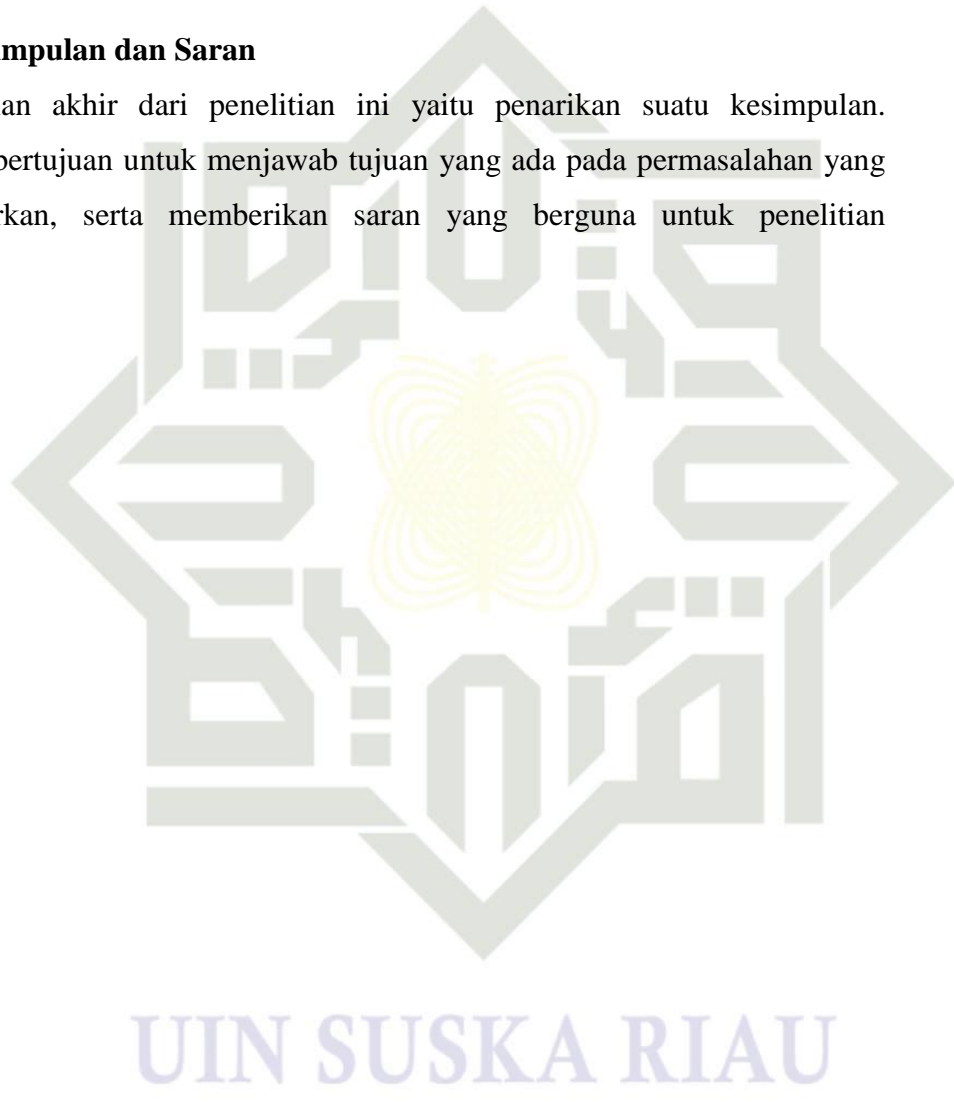 mpulan dan Saran
an akhir dari penelitian ini yaitu penarikan suatu kesimpulan.
bertujuan untuk menjawab tujuan yang ada pada permasalahan yang
rkan, serta memberikan saran yang berguna untuk penelitian
UIN SUSKA RIAU